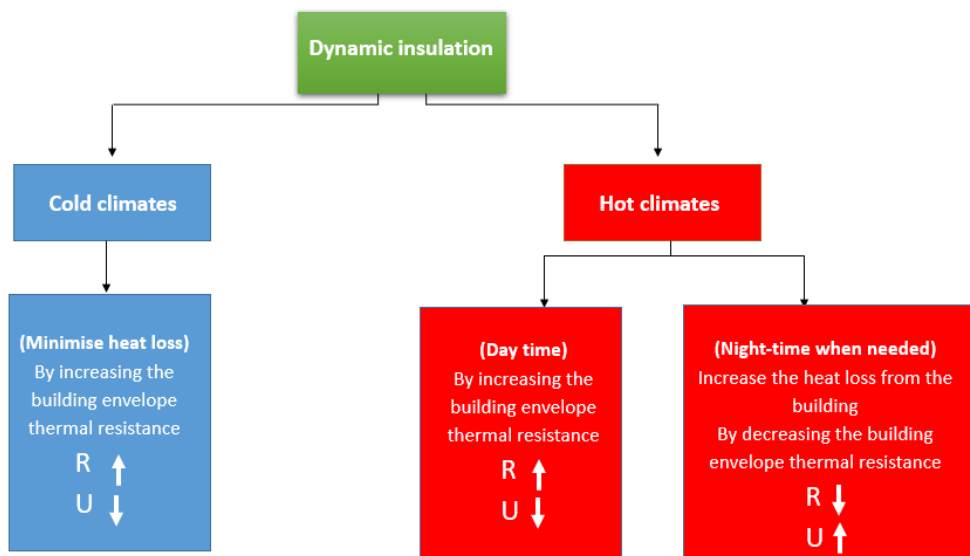 Dynamic insulation
Cold climates
Hot climates
(Minimise heat loss)
By increasing the
building envelope
thermal resistance
R ↑
U ↓
(Day time)
By increasing the
building envelope
thermal resistance
R ↑
U ↓
(Night-time when needed)
Increase the heat loss from the
building
By decreasing the building
envelope thermal resistance
R ↓
U ↑